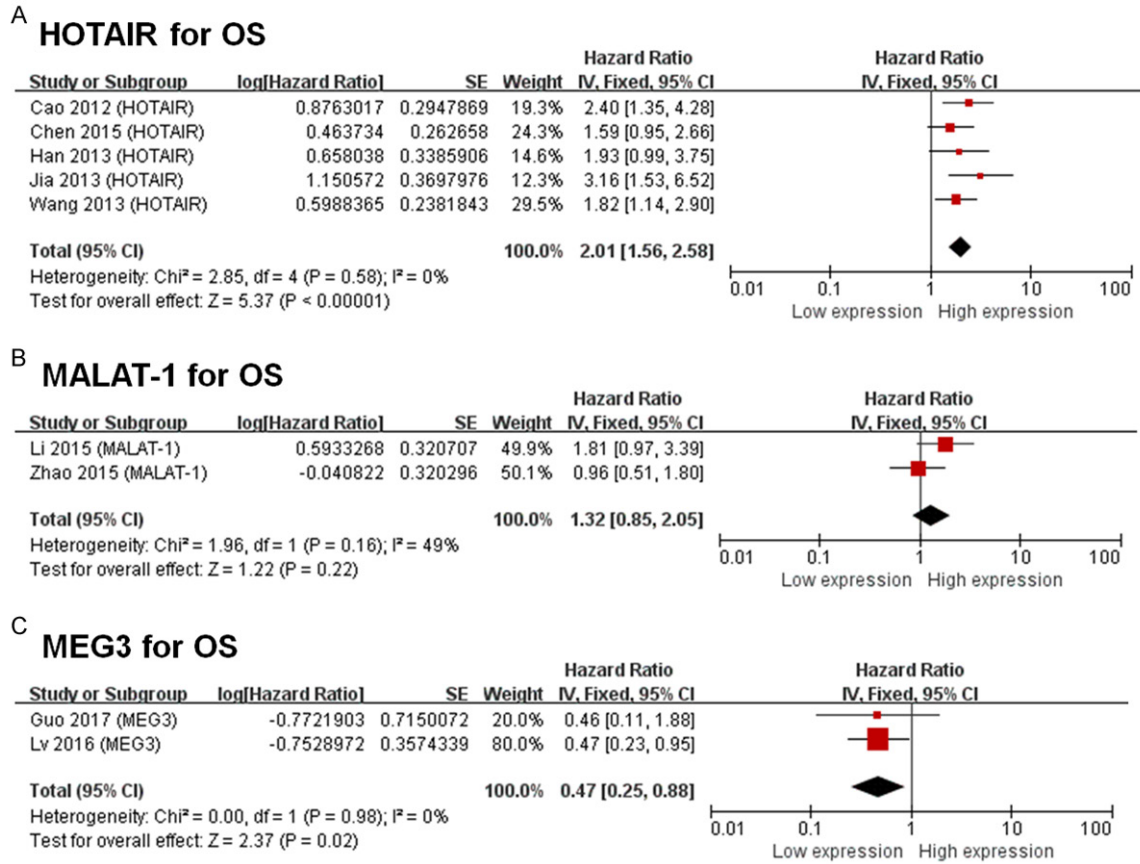 A
HOTAIR for OS
Hazard Ratio Hazard Ratio
Study or Subgroup log[Hazard Ratio] SE Weight IV, Fixed, 95% CI IV, Fixed, 95% CI
Cao 2012 (HOTAIR) 0.8763017 0.2947869 19.3% 2.40 [1.35, 4.28]
Chen 2015 (HOTAIR) 0.463734 0.262658 24.3% 1.59 [0.95, 2.66]
Han 2013 (HOTAIR) 0.658038 0.3385906 14.6% 1.93 [0.99, 3.75]
Jia 2013 (HOTAIR) 1.150572 0.3697976 12.3% 3.16 [1.53, 6.52]
Wang 2013 (HOTAIR) 0.5988365 0.2381843 29.5% 1.82 [1.14, 2.90]
Total (95% CI) 100.0% 2.01 [1.56, 2.58]
Heterogeneity: Chi² = 2.85, df = 4 (P = 0.58); I² = 0%
Test for overall effect: Z = 5.37 (P < 0.00001)
0.01 0.1 1 10 100
Low expression High expression
B
MALAT-1 for OS
Hazard Ratio Hazard Ratio
Study or Subgroup log[Hazard Ratio] SE Weight IV, Fixed, 95% CI IV, Fixed, 95% CI
Li 2015 (MALAT-1) 0.5933268 0.320707 49.9% 1.81 [0.97, 3.39]
Zhao 2015 (MALAT-1) -0.040822 0.320296 50.1% 0.96 [0.51, 1.80]
Total (95% CI) 100.0% 1.32 [0.85, 2.05]
Heterogeneity: Chi² = 1.96, df = 1 (P = 0.16); I² = 49%
Test for overall effect: Z = 1.22 (P = 0.22)
0.01 0.1 1 10 100
Low expression High expression
C
MEG3 for OS
Hazard Ratio Hazard Ratio
Study or Subgroup log[Hazard Ratio] SE Weight IV, Fixed, 95% CI IV, Fixed, 95% CI
Guo 2017 (MEG3) -0.7721903 0.7150072 20.0% 0.46 [0.11, 1.88]
Lv 2016 (MEG3) -0.7528972 0.3574339 80.0% 0.47 [0.23, 0.95]
Total (95% CI) 100.0% 0.47 [0.25, 0.88]
Heterogeneity: Chi² = 0.00, df = 1 (P = 0.98); I² = 0%
Test for overall effect: Z = 2.37 (P = 0.02)
0.01 0.1 1 10 100
Low expression High expression